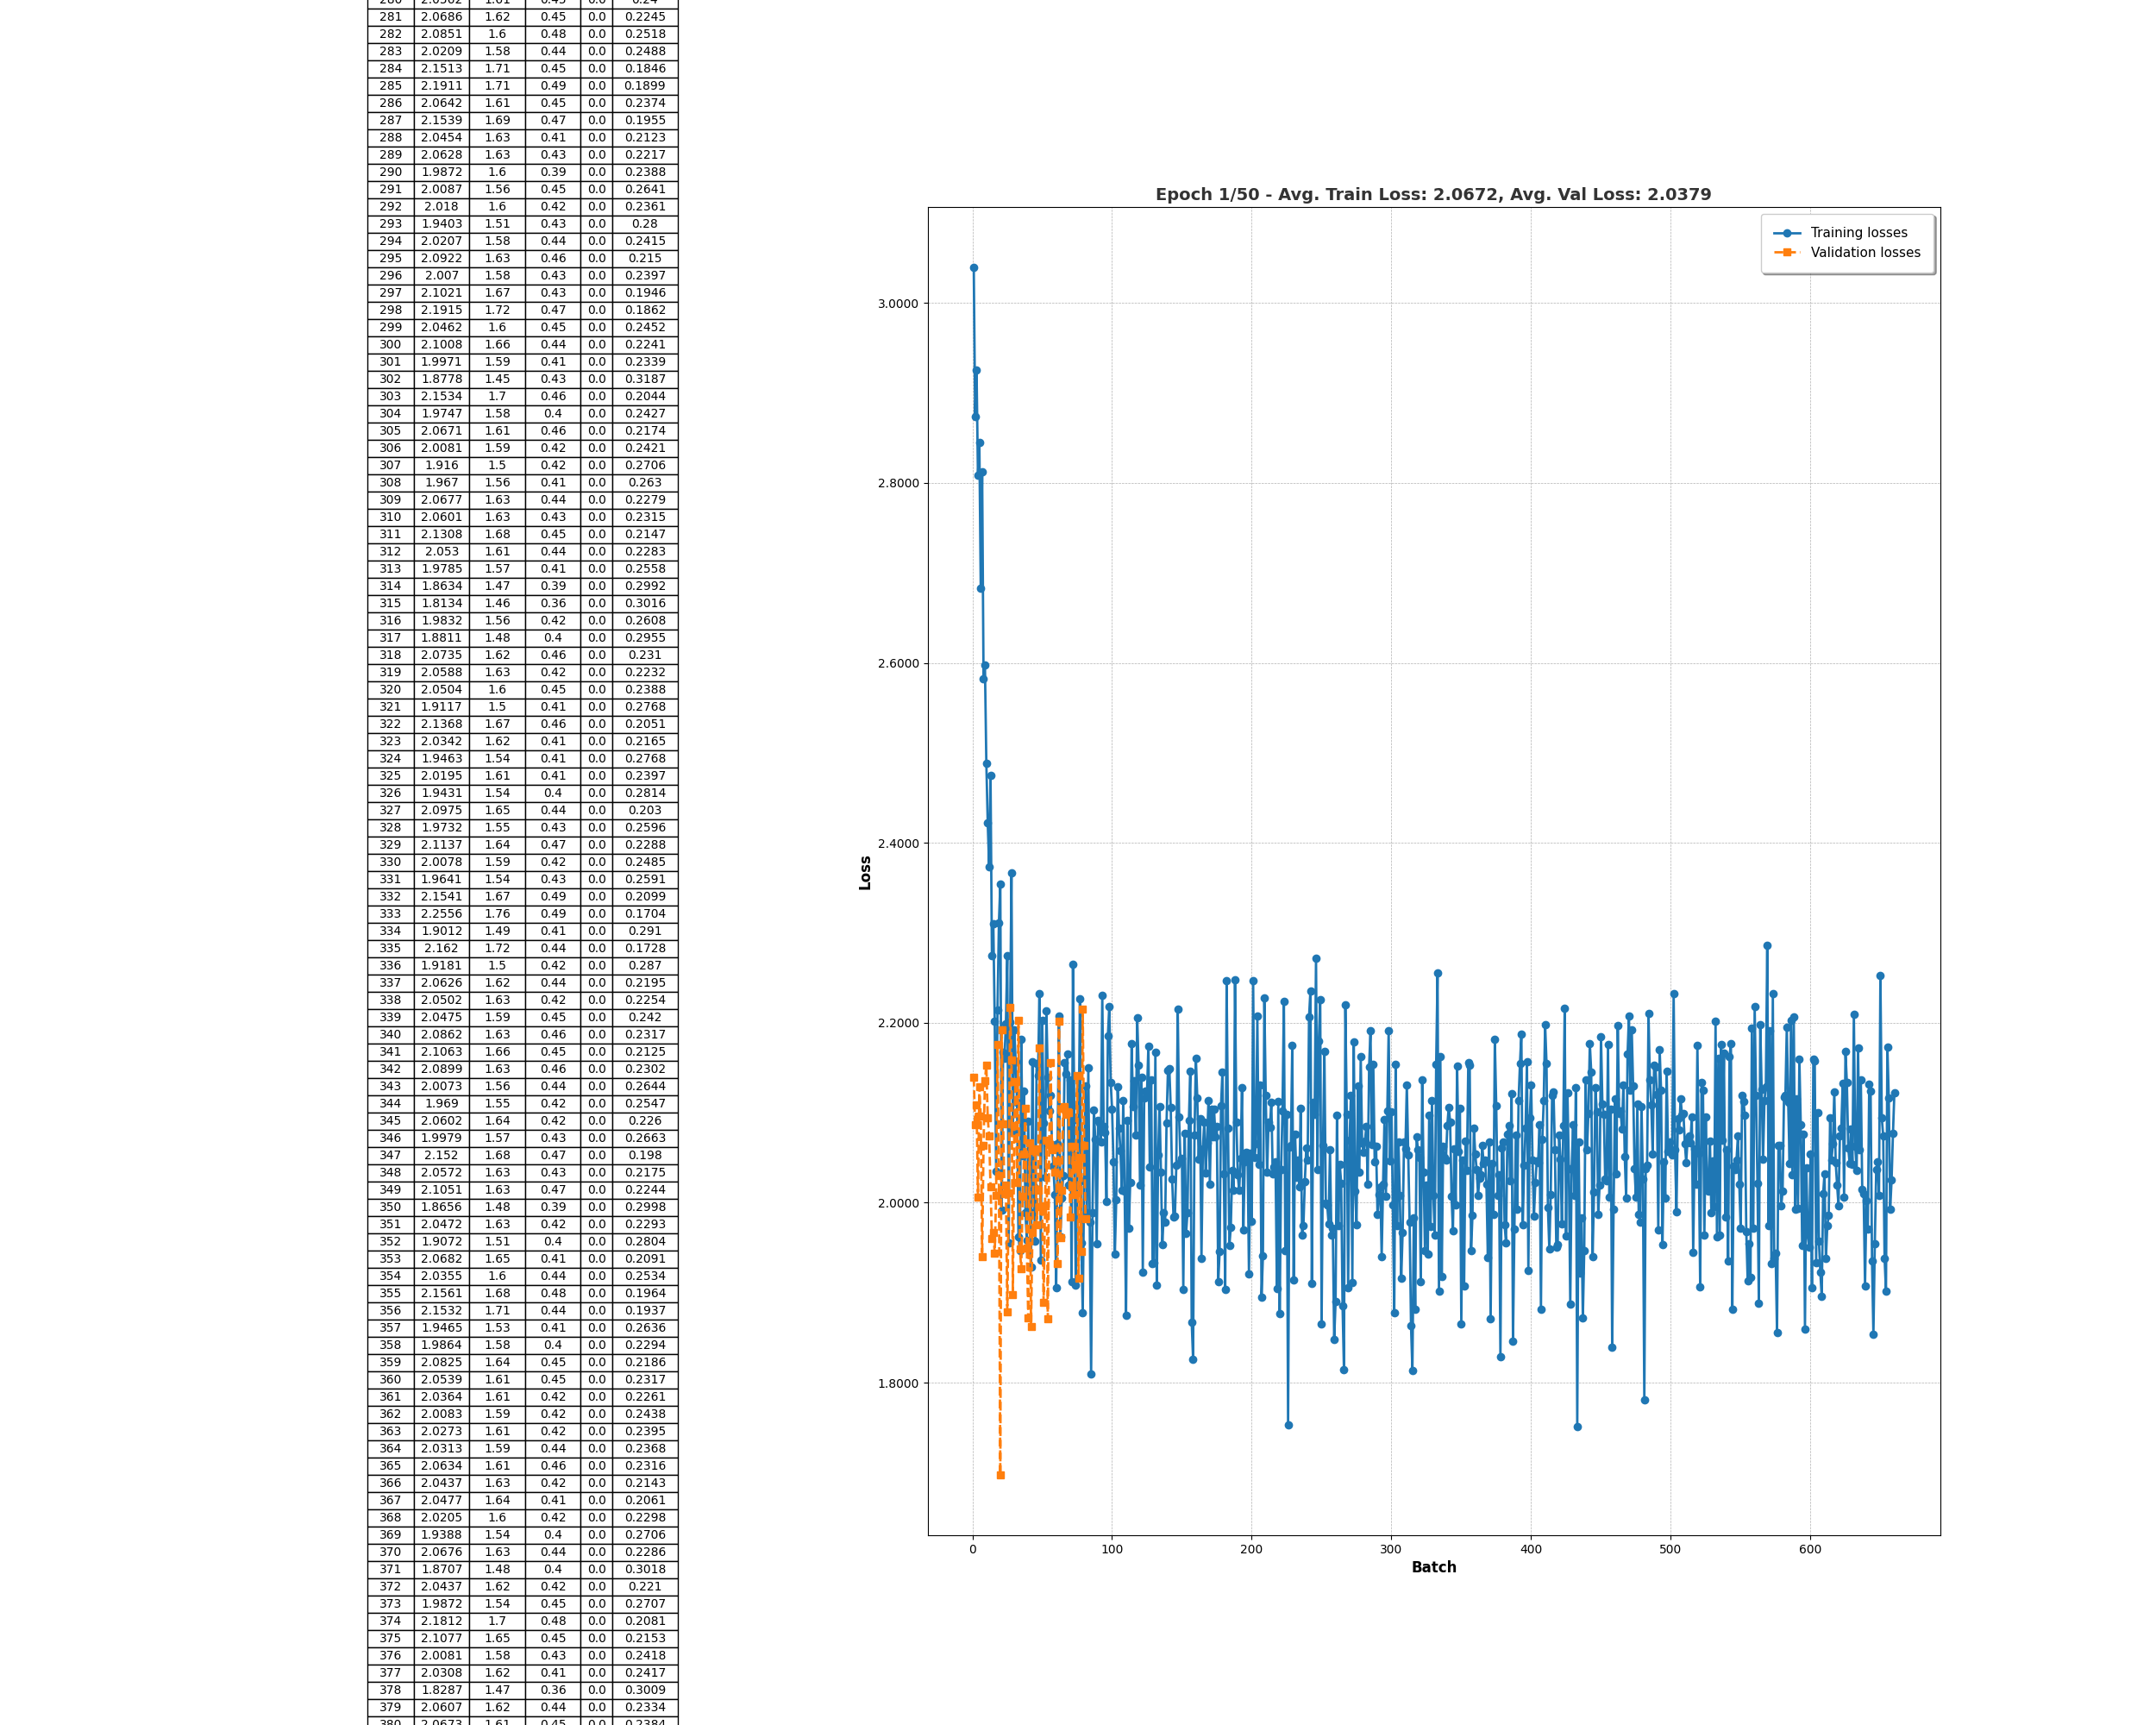 281 2.0686 1.62 0.45 0.0 0.2245
282 2.0851 1.6 0.48 0.0 0.2518
283 2.0209 1.58 0.44 0.0 0.2488
284 2.1513 1.71 0.45 0.0 0.1846
285 2.1911 1.71 0.49 0.0 0.1899
286 2.0642 1.61 0.45 0.0 0.2374
287 2.1539 1.69 0.47 0.0 0.1955
288 2.0454 1.63 0.41 0.0 0.2123
289 2.0628 1.63 0.43 0.0 0.2217
290 1.9872 1.6 0.39 0.0 0.2388
291 2.0087 1.56 0.45 0.0 0.2641
292 2.018 1.6 0.42 0.0 0.2361
293 1.9403 1.51 0.43 0.0 0.28
294 2.0207 1.58 0.44 0.0 0.2415
295 2.0922 1.63 0.46 0.0 0.215
296 2.007 1.58 0.43 0.0 0.2397
297 2.1021 1.67 0.43 0.0 0.1946
298 2.1915 1.72 0.47 0.0 0.1862
299 2.0462 1.6 0.45 0.0 0.2452
300 2.1008 1.66 0.44 0.0 0.2241
301 1.9971 1.59 0.41 0.0 0.2339
302 1.8778 1.45 0.43 0.0 0.3187
303 2.1534 1.7 0.46 0.0 0.2044
304 1.9747 1.58 0.4 0.0 0.2427
305 2.0671 1.61 0.46 0.0 0.2174
306 2.0081 1.59 0.42 0.0 0.2421
307 1.916 1.5 0.42 0.0 0.2706
308 1.967 1.56 0.41 0.0 0.263
309 2.0677 1.63 0.44 0.0 0.2279
310 2.0601 1.63 0.43 0.0 0.2315
311 2.1308 1.68 0.45 0.0 0.2147
312 2.053 1.61 0.44 0.0 0.2283
313 1.9785 1.57 0.41 0.0 0.2558
314 1.8634 1.47 0.39 0.0 0.2992
315 1.8134 1.46 0.36 0.0 0.3016
316 1.9832 1.56 0.42 0.0 0.2608
317 1.8811 1.48 0.4 0.0 0.2955
318 2.0735 1.62 0.46 0.0 0.231
319 2.0588 1.63 0.42 0.0 0.2232
320 2.0504 1.6 0.45 0.0 0.2388
321 1.9117 1.5 0.41 0.0 0.2768
322 2.1368 1.67 0.46 0.0 0.2051
323 2.0342 1.62 0.41 0.0 0.2165
324 1.9463 1.54 0.41 0.0 0.2768
325 2.0195 1.61 0.41 0.0 0.2397
326 1.9431 1.54 0.4 0.0 0.2814
327 2.0975 1.65 0.44 0.0 0.203
328 1.9732 1.55 0.43 0.0 0.2596
329 2.1137 1.64 0.47 0.0 0.2288
330 2.0078 1.59 0.42 0.0 0.2485
331 1.9641 1.54 0.43 0.0 0.2591
332 2.1541 1.67 0.49 0.0 0.2099
333 2.2556 1.76 0.49 0.0 0.1704
334 1.9012 1.49 0.41 0.0 0.291
335 2.162 1.72 0.44 0.0 0.1728
336 1.9181 1.5 0.42 0.0 0.287
337 2.0626 1.62 0.44 0.0 0.2195
338 2.0502 1.63 0.42 0.0 0.2254
339 2.0475 1.59 0.45 0.0 0.242
340 2.0862 1.63 0.46 0.0 0.2317
341 2.1063 1.66 0.45 0.0 0.2125
342 2.0899 1.63 0.46 0.0 0.2302
343 2.0073 1.56 0.44 0.0 0.2644
344 1.969 1.55 0.42 0.0 0.2547
345 2.0602 1.64 0.42 0.0 0.226
346 1.9979 1.57 0.43 0.0 0.2663
347 2.152 1.68 0.47 0.0 0.198
348 2.0572 1.63 0.43 0.0 0.2175
349 2.1051 1.63 0.47 0.0 0.2244
350 1.8656 1.48 0.39 0.0 0.2998
351 2.0472 1.63 0.42 0.0 0.2293
352 1.9072 1.51 0.4 0.0 0.2804
353 2.0682 1.65 0.41 0.0 0.2091
354 2.0355 1.6 0.44 0.0 0.2534
355 2.1561 1.68 0.48 0.0 0.1964
356 2.1532 1.71 0.44 0.0 0.1937
357 1.9465 1.53 0.41 0.0 0.2636
358 1.9864 1.58 0.4 0.0 0.2294
359 2.0825 1.64 0.45 0.0 0.2186
360 2.0539 1.61 0.45 0.0 0.2317
361 2.0364 1.61 0.42 0.0 0.2261
362 2.0083 1.59 0.42 0.0 0.2438
363 2.0273 1.61 0.42 0.0 0.2395
364 2.0313 1.59 0.44 0.0 0.2368
365 2.0634 1.61 0.46 0.0 0.2316
366 2.0437 1.63 0.42 0.0 0.2143
367 2.0477 1.64 0.41 0.0 0.2061
368 2.0205 1.6 0.42 0.0 0.2298
369 1.9388 1.54 0.4 0.0 0.2706
370 2.0676 1.63 0.44 0.0 0.2286
371 1.8707 1.48 0.4 0.0 0.3018
372 2.0437 1.62 0.42 0.0 0.221
373 1.9872 1.54 0.45 0.0 0.2707
374 2.1812 1.7 0.48 0.0 0.2081
375 2.1077 1.65 0.45 0.0 0.2153
376 2.0081 1.58 0.43 0.0 0.2418
377 2.0308 1.62 0.41 0.0 0.2417
378 1.8287 1.47 0.36 0.0 0.3009
379 2.0607 1.62 0.44 0.0 0.2334
380 2.0673 1.61 0.45 0.0 0.2384
Epoch 1/50 - Avg. Train Loss: 2.0672, Avg. Val Loss: 2.0379
Training losses
Validation losses
3.0000
2.8000
2.6000
2.4000
2.2000
2.0000
1.8000
Loss
0 100 200 300 400 500 600
Batch